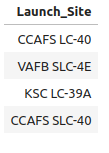 Launch_Site
CCAFS LC-40
VAFB SLC-4E
KSC LC-39A
CCAFS SLC-40